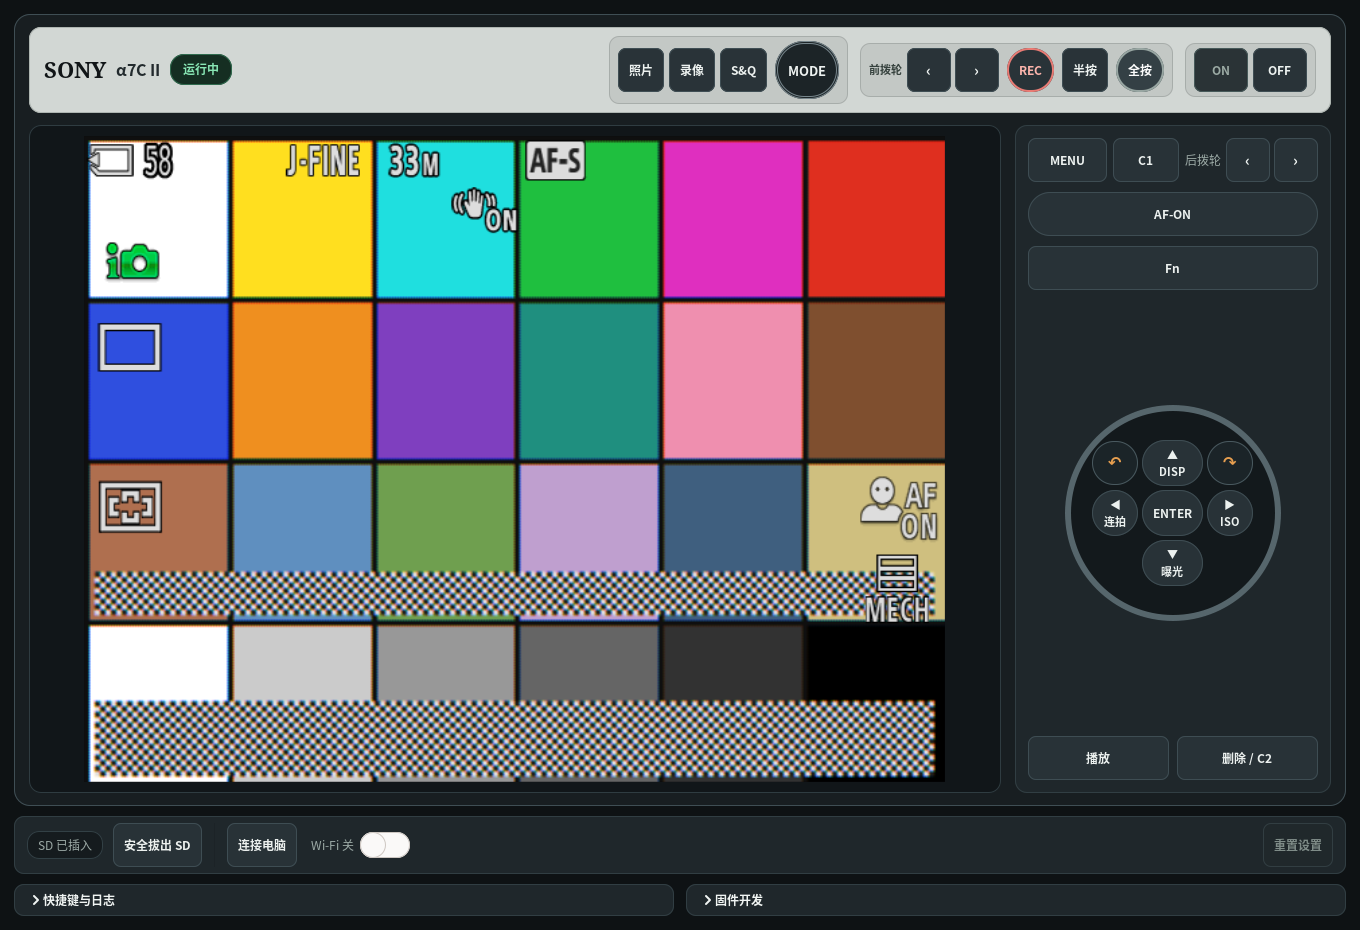 SONY α7C II 运行中 照片 录像 S&Q MODE 前拨轮 ‹ › REC 半按 全按 ON OFF
58 J-FINE 33M AF-S
ON
i
AF
ON
MECH
MENU C1 后拨轮 ‹ ›
AF-ON
Fn
DISP
连拍 ENTER ISO
曝光
播放 删除 / C2
SD 已插入 安全拔出 SD 连接电脑 Wi-Fi 关 重置设置
快捷键与日志 固件开发